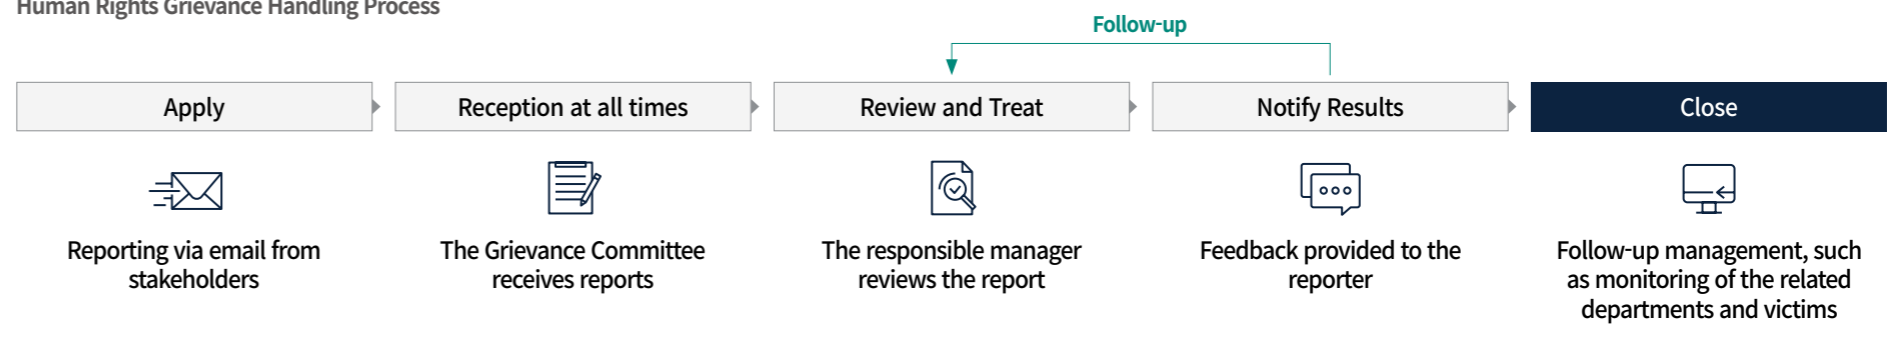 Human Rights Grievance Handling Process
Follow-up
Apply
Reception at all times
Review and Treat
Notify Results
Close
Reporting via email from
stakeholders
The Grievance Committee
receives reports
The responsible manager
reviews the report
Feedback provided to the
reporter
Follow-up management, such
as monitoring of the related
departments and victims